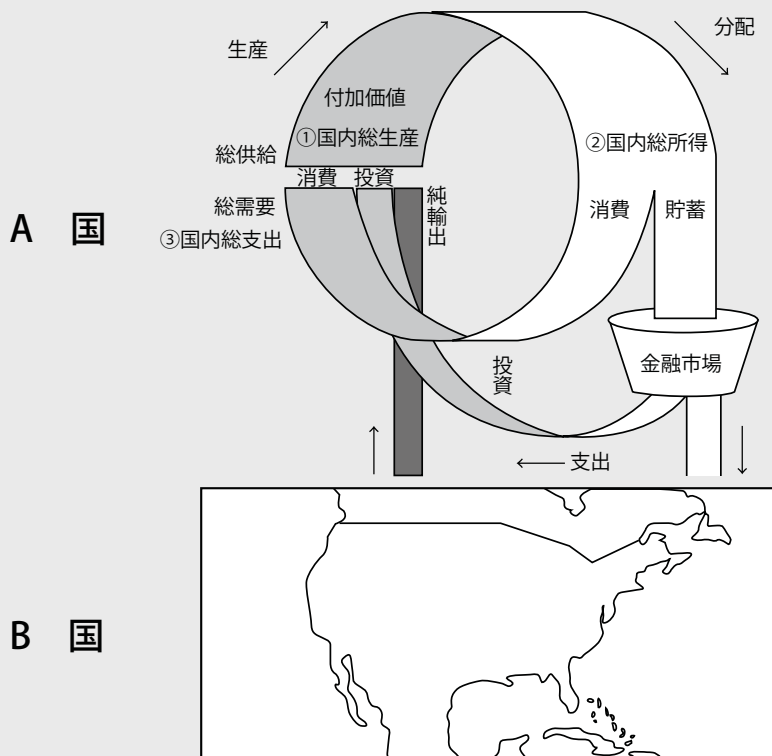 生産
分配
付加価値
①国内総生産
②国内総所得
総供給
消費 投資
総需要
③国内総支出
純輸出
消費
貯蓄
A 国
金融市場
投資
支出
B 国